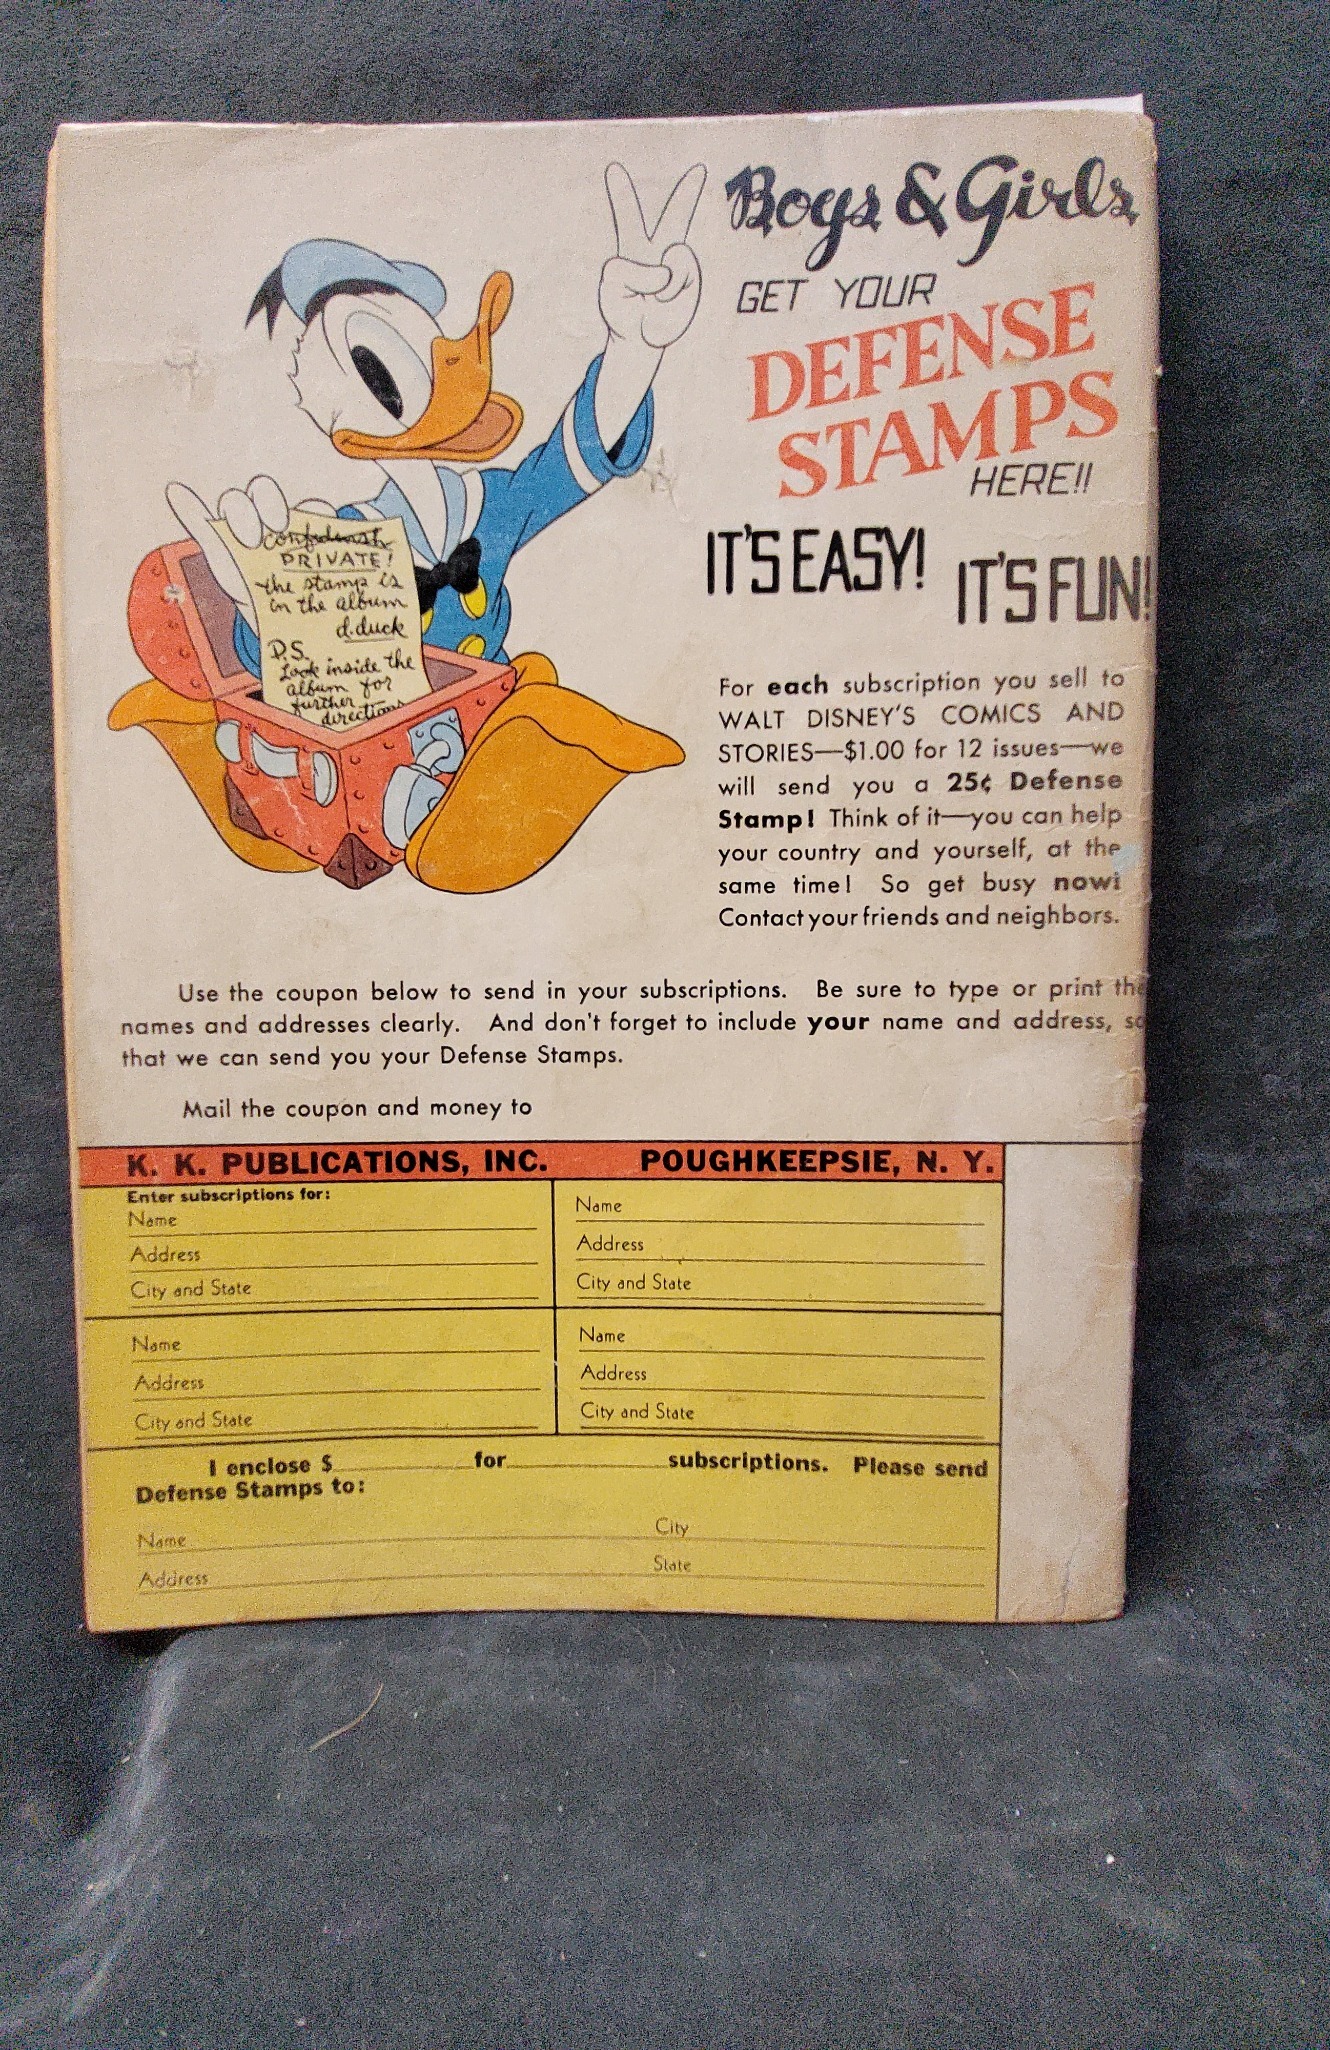 Boys & Girls
GET YOUR
DEFENSE
STAMPS
HERE!!
IT'S EASY!
IT'S FUN!
PRIVATE!
the stamp is
in the album
d.duck
P.S.
Look inside the
album for
further
directions
For each subscription you sell to
WALT DISNEY'S COMICS AND
STORIES—$1.00 for 12 issues—we
will send you a 25¢ Defense
Stamp! Think of it—you can help
your country and yourself, at the
same time! So get busy now!
Contact your friends and neighbors.
Use the coupon below to send in your subscriptions. Be sure to type or print the
names and addresses clearly. And don't forget to include your name and address, so
that we can send you your Defense Stamps.
Mail the coupon and money to
K. K. PUBLICATIONS, INC. POUGHKEEPSIE, N. Y.
Enter subscriptions for:
Name
Address
City and State
Name
Address
City and State
Name
Address
City and State
Name
Address
City and State
I enclose $ for subscriptions. Please send
Defense Stamps to:
Name City
Address State